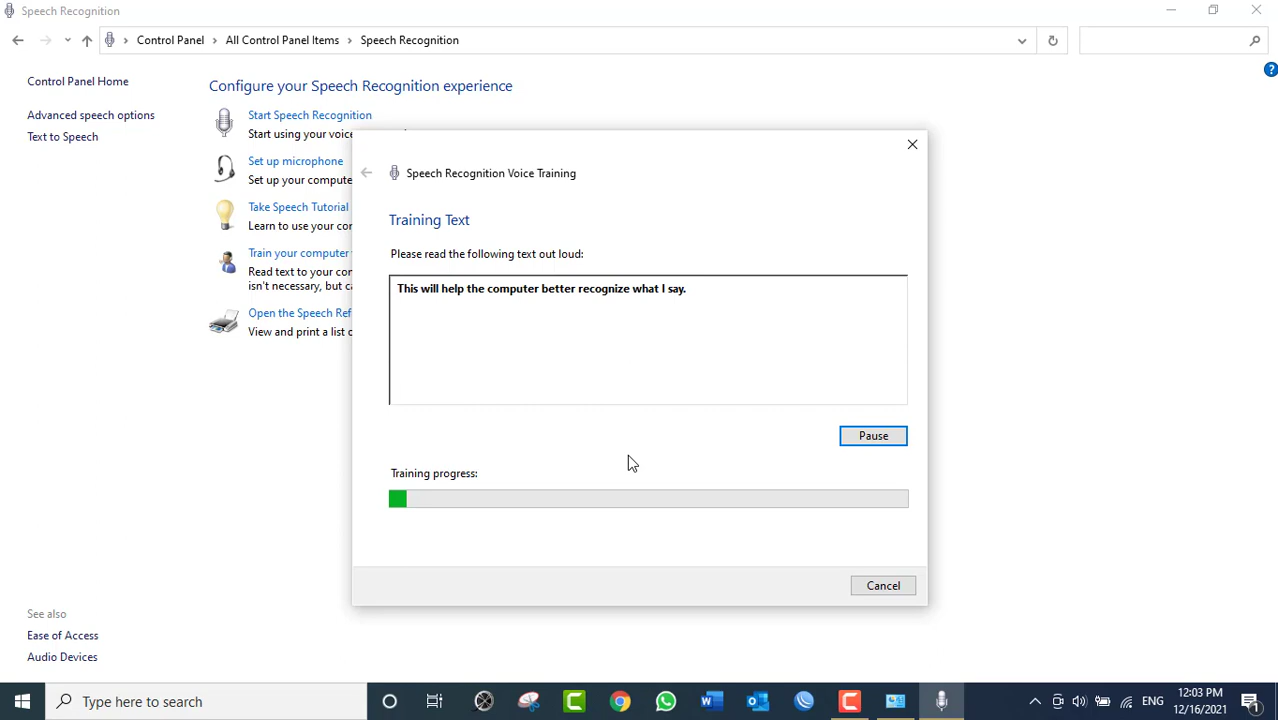 Speech Recognition
Control Panel
All Control Panel Items
Speech Recognition
Control Panel Home
Advanced speech options
Text to Speech
Configure your Speech Recognition experience
Start Speech Recognition
Start using your voice
Set up microphone
Set up your compute
Take Speech Tutorial
Learn to use your con
Train your computer
Read text to your con
isn't necessary, but ca
Open the Speech Ref
View and print a list o
Speech Recognition Voice Training
Training Text
Please read the following text out loud:
This will help the computer better recognize what I say.
Pause
Training progress:
Cancel
See also
Ease of Access
Audio Devices
Type here to search
ENG
12:03 PM
12/16/2021
1